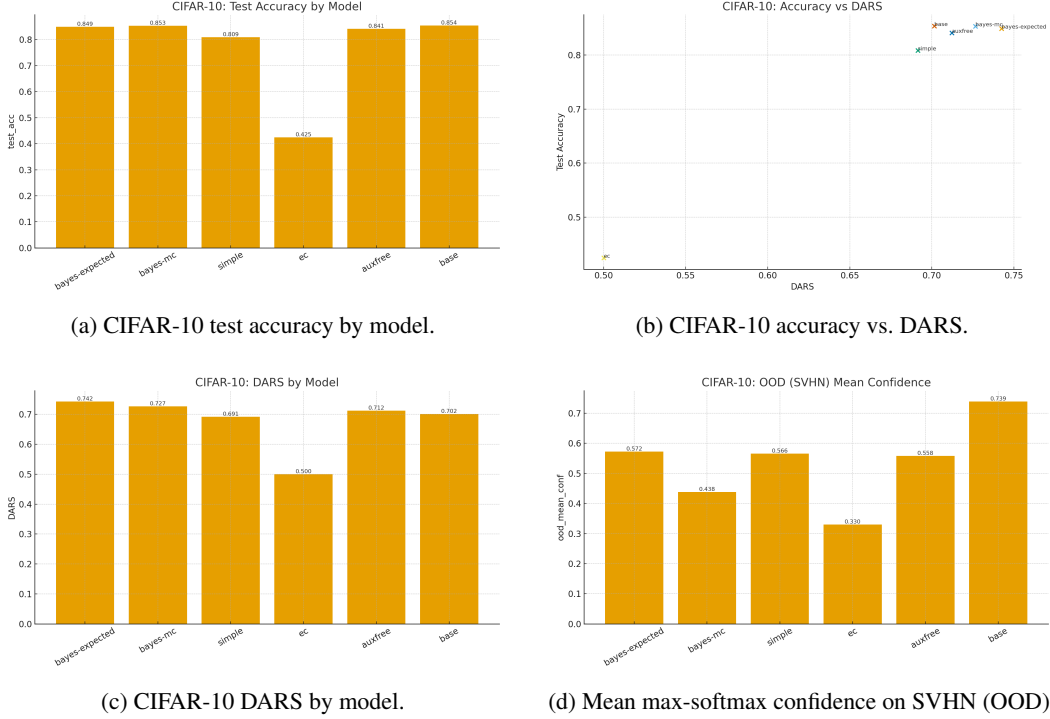 CIFAR-10: Test Accuracy by Model
test_acc
0.8
0.7
0.6
0.5
0.4
0.3
0.2
0.1
0.0
0.849
0.853
0.809
0.425
0.841
0.854
bayes-expected
bayes-mc
simple
ec
auxfree
base
(a) CIFAR-10 test accuracy by model.
CIFAR-10: Accuracy vs DARS
Test Accuracy
0.8
0.7
0.6
0.5
base
bayes-mc
bayes-expected
auxfree
simple
ec
0.50
0.55
0.60
0.65
0.70
0.75
DARS
(b) CIFAR-10 accuracy vs. DARS.
CIFAR-10: DARS by Model
DARS
0.7
0.6
0.5
0.4
0.3
0.2
0.1
0.0
0.742
0.727
0.691
0.500
0.712
0.702
bayes-expected
bayes-mc
simple
ec
auxfree
base
(c) CIFAR-10 DARS by model.
CIFAR-10: OOD (SVHN) Mean Confidence
ood_mean_conf
0.7
0.6
0.5
0.4
0.3
0.2
0.1
0.0
0.572
0.438
0.566
0.330
0.558
0.739
bayes-expected
bayes-mc
simple
ec
auxfree
base
(d) Mean max-softmax confidence on SVHN (OOD)